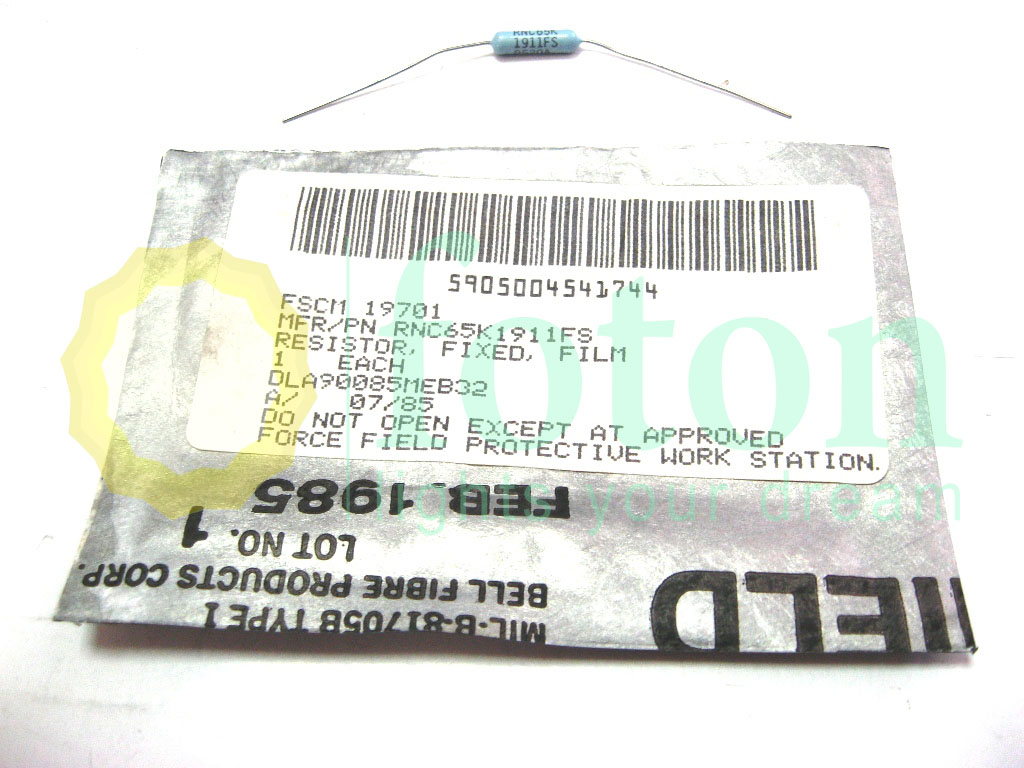 RNC65K
1911FS
5905004541744
FSCM 19701
MFR/PN RNC65K1911FS
RESISTOR, FIXED, FILM
1 EACH
DLA90085MEB32
A/ 07/85
DO NOT OPEN EXCEPT AT APPROVED
FORCE FIELD PROTECTIVE WORK STATION.
foton
lights your dream
FEB 1985
LOT NO. 1
BELL FIBRE PRODUCTS CORP.
MIL-B-81705B TYPE I
IELD